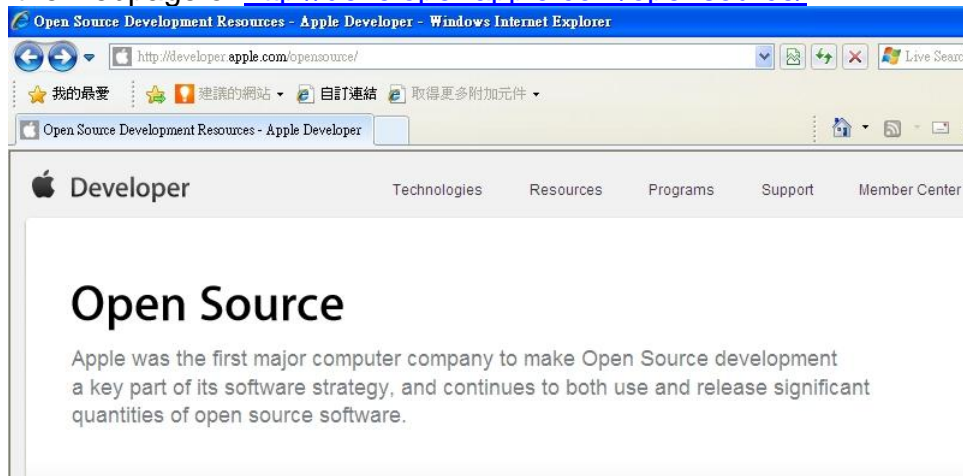 Open Source Development Resources - Apple Developer - Windows Internet Explorer
http://developer.apple.com/opensource/ Live Searc
我的最愛 建議的網站 自訂連結 取得更多附加元件
Open Source Development Resources - Apple Developer
Developer Technologies Resources Programs Support Member Center
Open Source
Apple was the first major computer company to make Open Source development
a key part of its software strategy, and continues to both use and release significant
quantities of open source software.